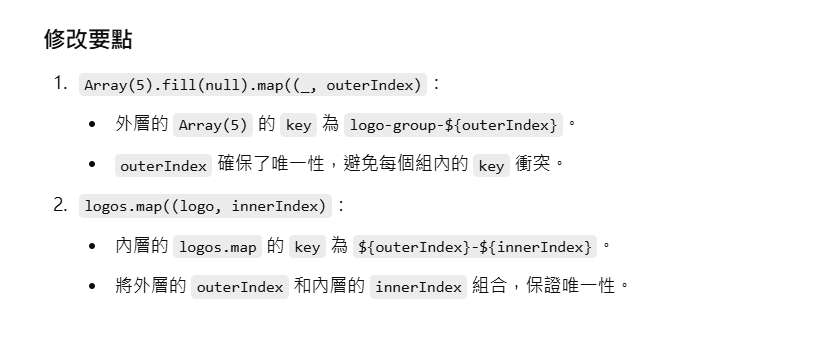 修改要點
1. Array(5).fill(null).map((_, outerIndex)：
• 外層的 Array(5) 的 key 為 logo-group-${outerIndex}。
• outerIndex 確保了唯一性，避免每個組內的 key 衝突。
2. logos.map((logo, innerIndex)：
• 內層的 logos.map 的 key 為 ${outerIndex}-${innerIndex}。
• 將外層的 outerIndex 和內層的 innerIndex 組合，保證唯一性。